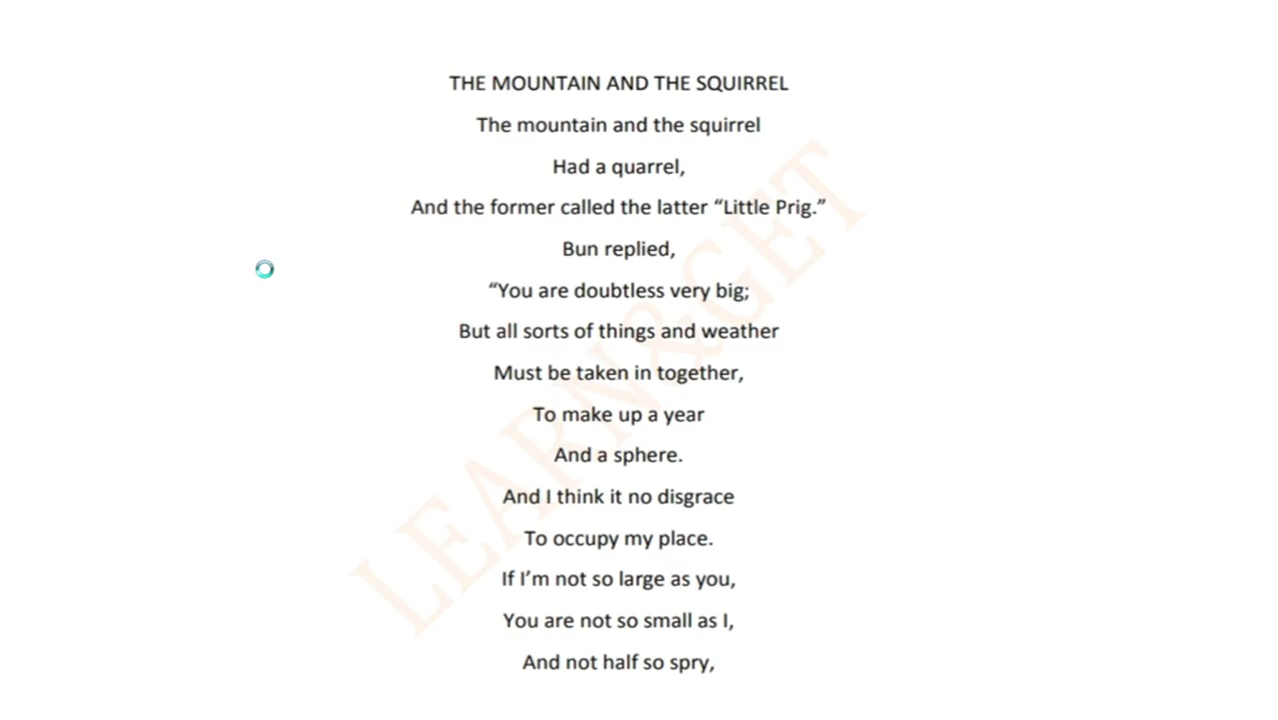 THE MOUNTAIN AND THE SQUIRREL
The mountain and the squirrel
Had a quarrel,
And the former called the latter “Little Prig.”
Bun replied,
“You are doubtless very big;
But all sorts of things and weather
Must be taken in together,
To make up a year
And a sphere.
And I think it no disgrace
To occupy my place.
If I’m not so large as you,
You are not so small as I,
And not half so spry,
LEARN&GET